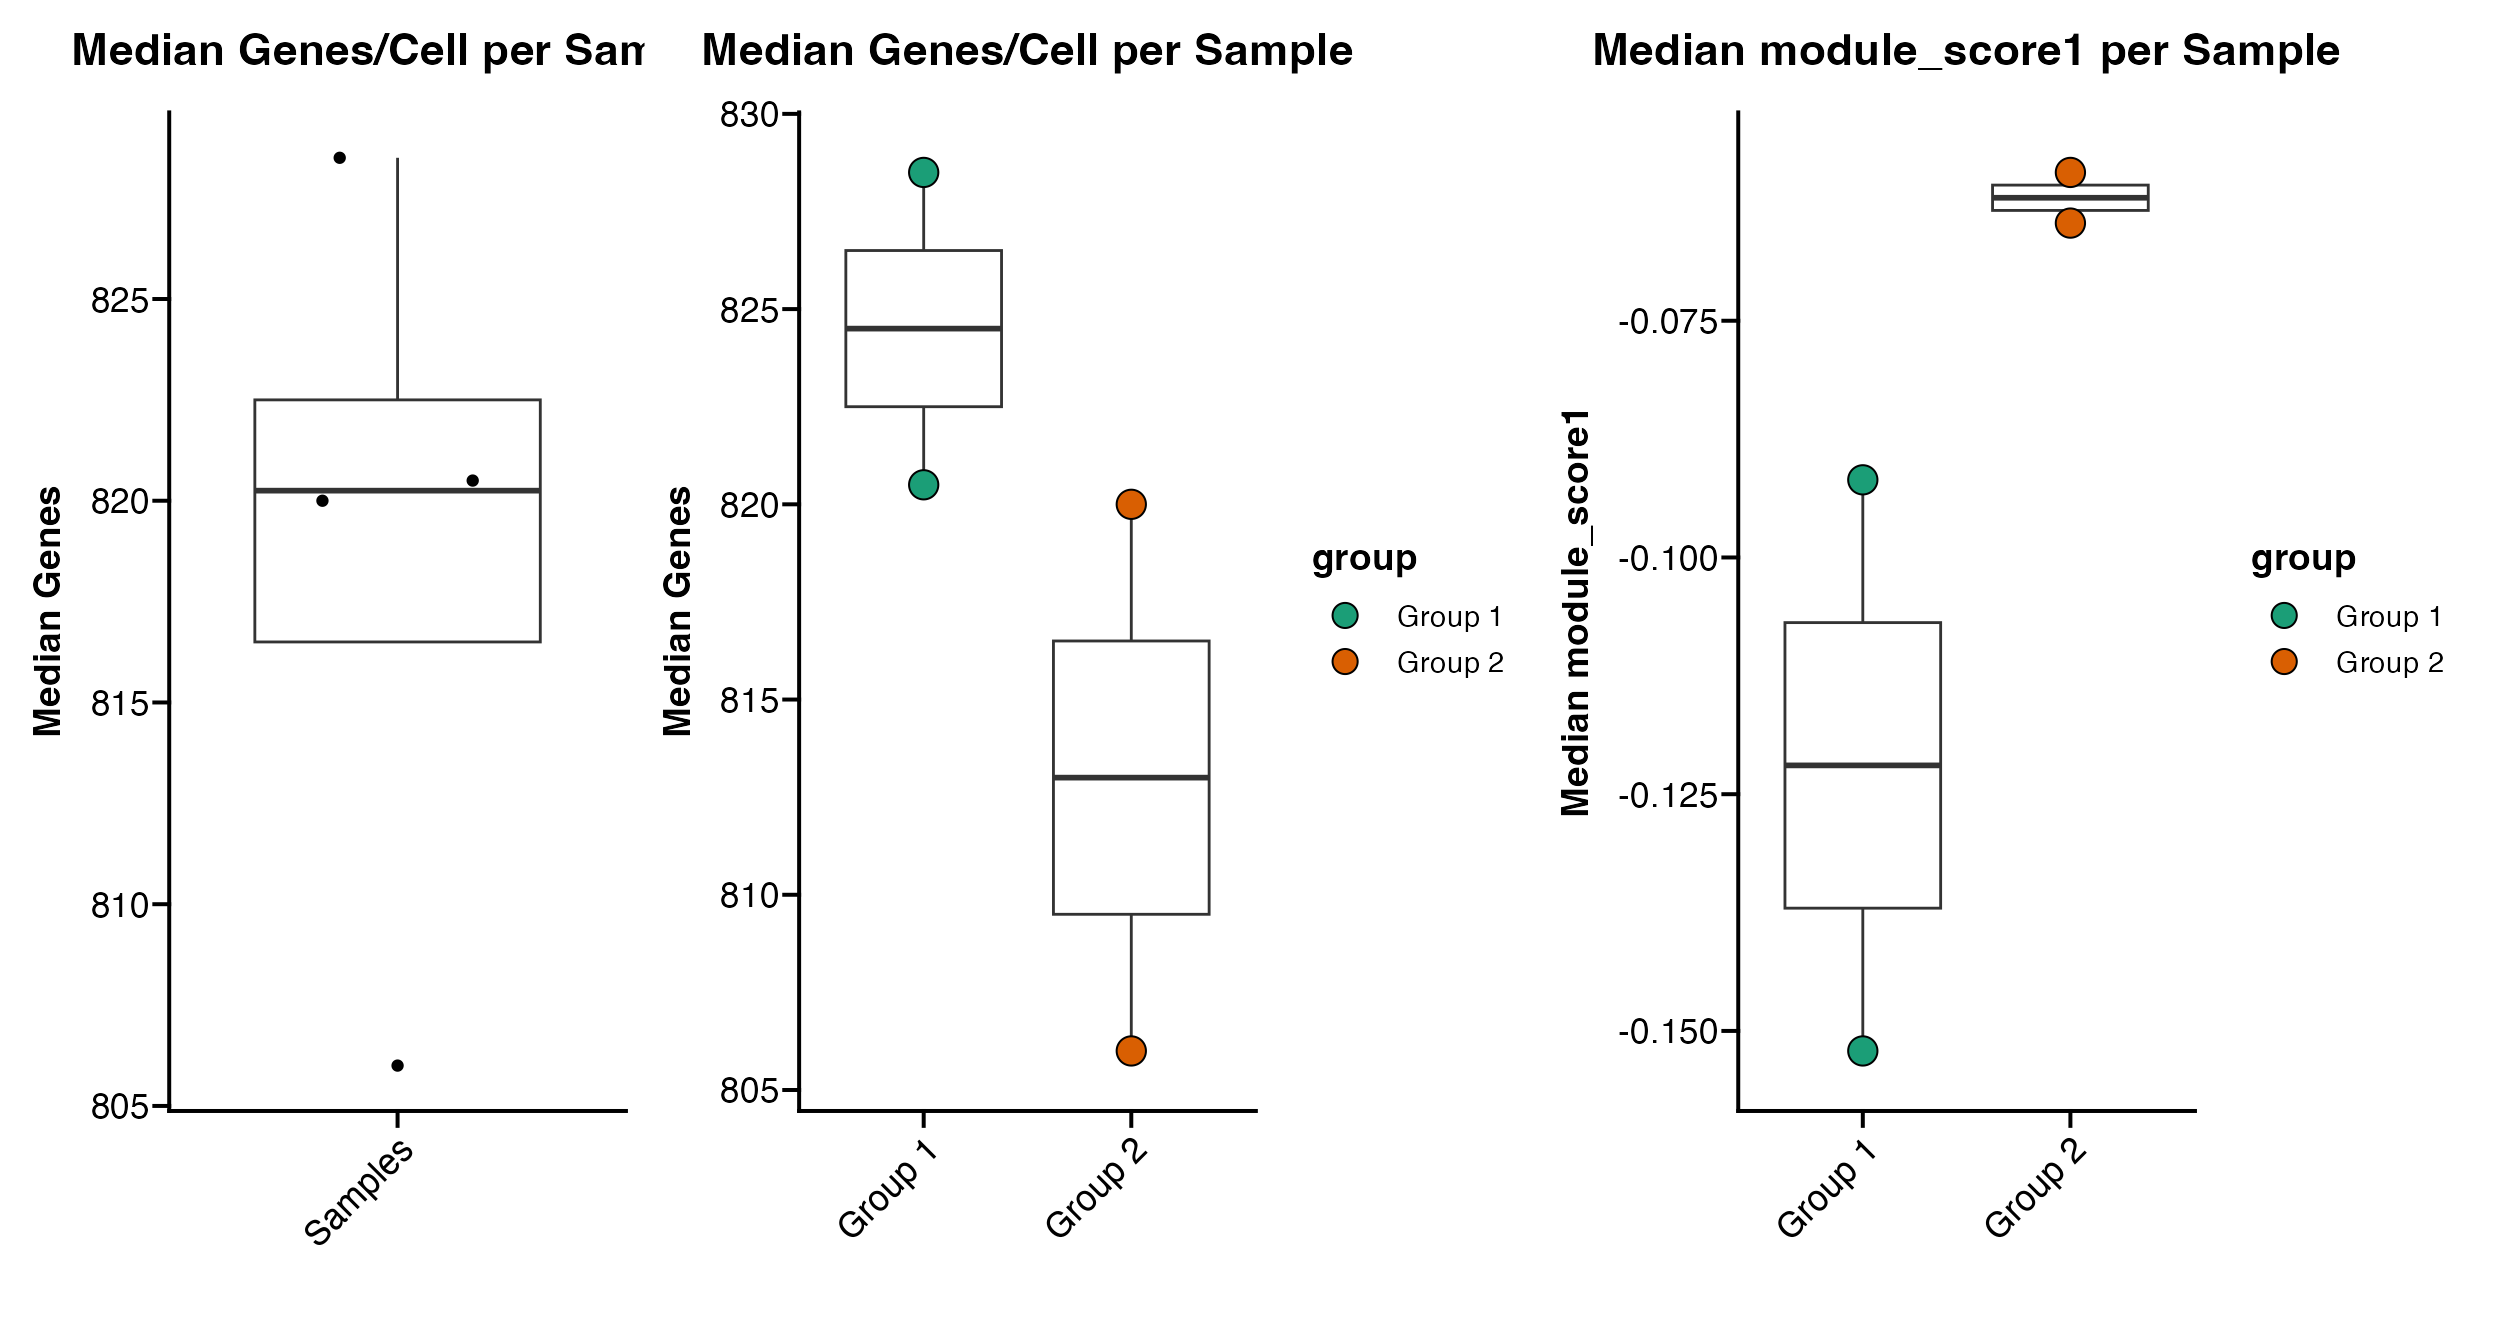 Median Genes/Cell per Sam
Median Genes
825
820
815
810
805
Samples
Median Genes/Cell per Sample
Median Genes
830
825
820
815
810
805
Group 1
Group 2
group
Group 1
Group 2
Median module_score1 per Sample
Median module_score1
-0.075
-0.100
-0.125
-0.150
Group 1
Group 2
group
Group 1
Group 2